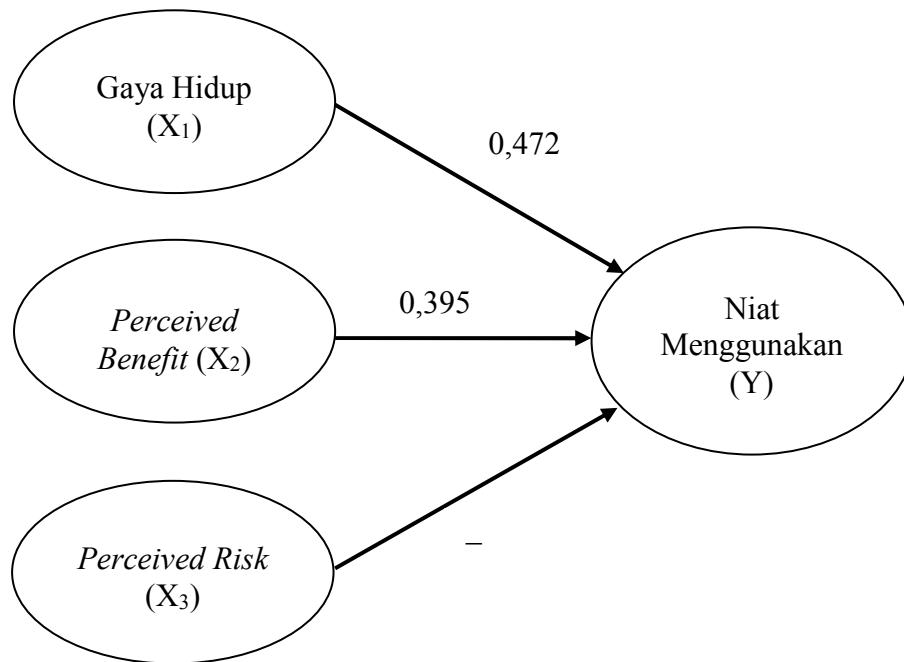 Gaya Hidup
(X₁)
0,472
Perceived
Benefit (X₂)
0,395
Niat
Menggunakan
(Y)
Perceived Risk
(X₃)
–